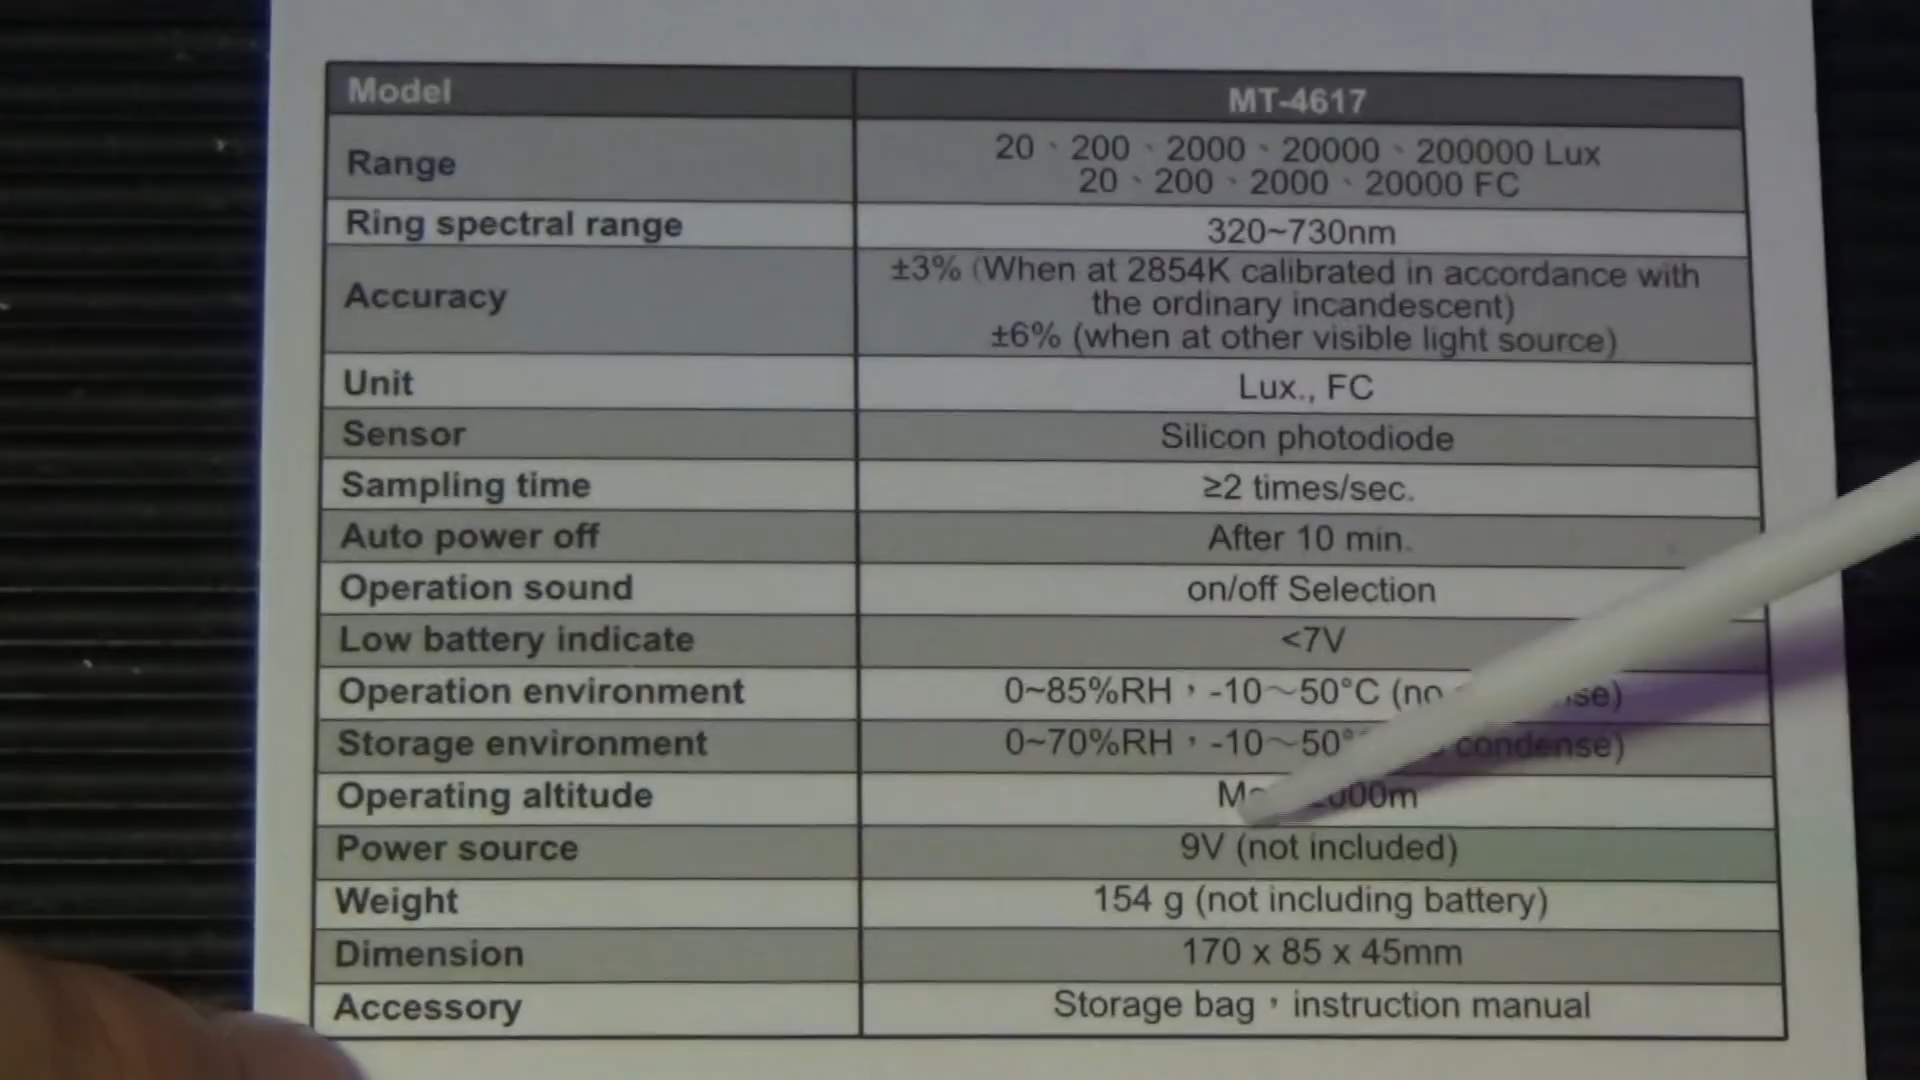 Model MT-4617
Range 20、200、2000、20000、200000 Lux
20、200、2000、20000 FC
Ring spectral range 320~730nm
Accuracy ±3% (When at 2854K calibrated in accordance with
the ordinary incandescent)
±6% (when at other visible light source)
Unit Lux., FC
Sensor Silicon photodiode
Sampling time ≥2 times/sec.
Auto power off After 10 min.
Operation sound on/off Selection
Low battery indicate <7V
Operation environment 0~85%RH，-10～50°C (no
Storage environment 0~70%RH，-10～50° condense)
Operating altitude
Power source 9V (not included)
Weight 154 g (not including battery)
Dimension 170 x 85 x 45mm
Accessory Storage bag，instruction manual